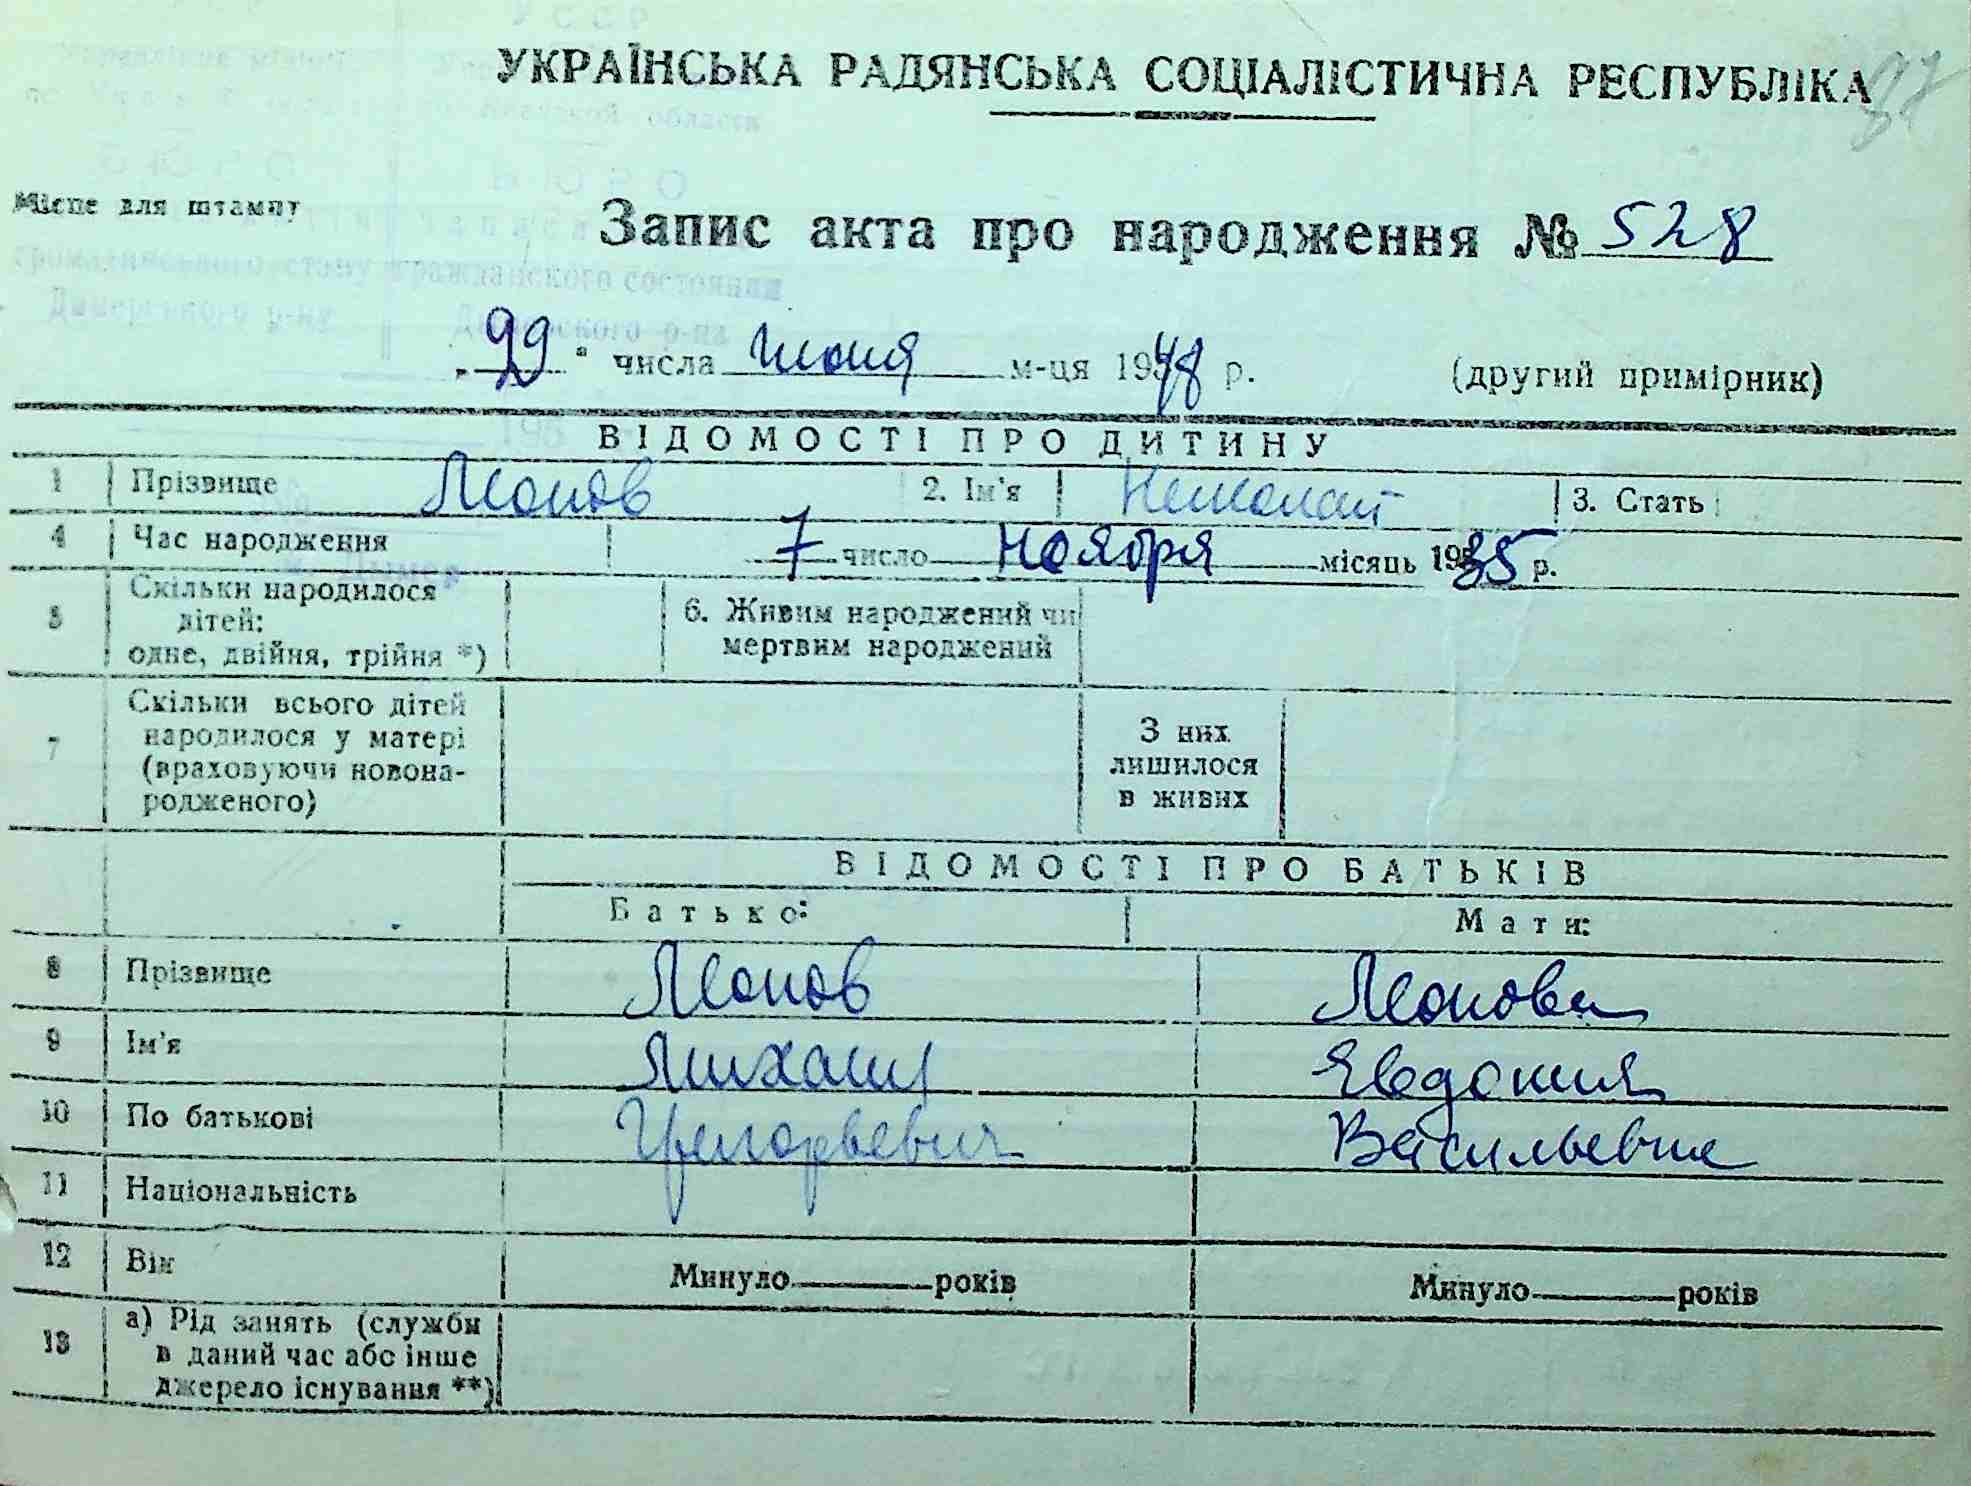 УКРАЇНСЬКА РАДЯНСЬКА СОЦІАЛІСТИЧНА РЕСПУБЛІКА
Місце для штампу
Запис акта про народження № 528
„29“ числа июня м-ця 1948 р. (другий примірник)
ВІДОМОСТІ ПРО ДИТИНУ
1 Прізвище Леонов 2. Ім'я Николай 3. Стать
4 Час народження 7 число ноября місяць 1935 р.
5 Скільки народилося дітей: одне, двійня, трійня *) 6. Живим народжений чи мертвим народжений
7 Скільки всього дітей народилося у матері (враховуючи новонародженого) З них лишилося в живих
ВІДОМОСТІ ПРО БАТЬКІВ
Батько: Мати:
8 Прізвище Леонов Леонова
9 Ім'я Михаил Евдокия
10 По батькові Григорьевич Васильевна
11 Національність
12 Вік Минуло років Минуло років
13 а) Рід занять (служби в даний час або інше джерело існування **)